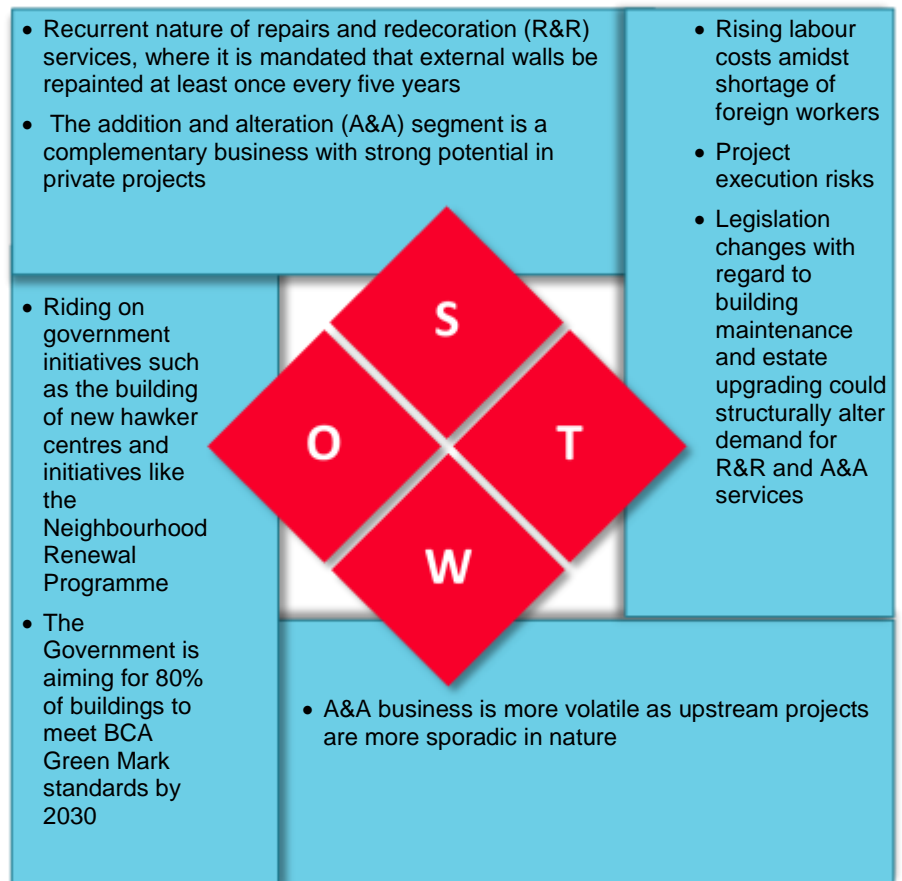 • Recurrent nature of repairs and redecoration (R&R)
services, where it is mandated that external walls be
repainted at least once every five years
• The addition and alteration (A&A) segment is a
complementary business with strong potential in
private projects
• Rising labour
costs amidst
shortage of
foreign workers
• Project
execution risks
• Legislation
changes with
regard to
building
maintenance
and estate
upgrading could
structurally alter
demand for
R&R and A&A
services
S
O
T
W
• Riding on
government
initiatives such
as the building
of new hawker
centres and
initiatives like
the
Neighbourhood
Renewal
Programme
• The
Government is
aiming for 80%
of buildings to
meet BCA
Green Mark
standards by
2030
• A&A business is more volatile as upstream projects
are more sporadic in nature